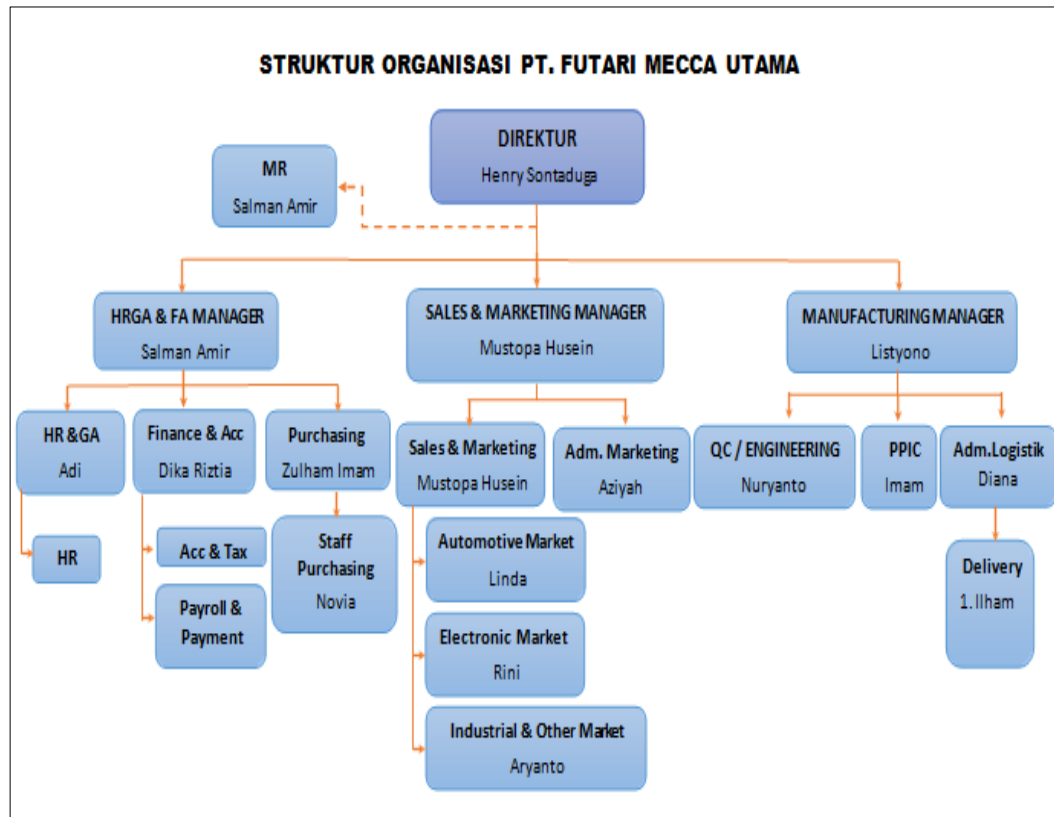 STRUKTUR ORGANISASI PT. FUTARI MECCA UTAMA
DIREKTUR
Henry Sontaduga
MR
Salman Amir
HRGA & FA MANAGER
Salman Amir
SALES & MARKETING MANAGER
Mustopa Husein
MANUFACTURING MANAGER
Listyono
HR &GA
Adi
Finance & Acc
Dika Riztia
Purchasing
Zulham Imam
Sales & Marketing
Mustopa Husein
Adm. Marketing
Aziyah
QC / ENGINEERING
Nuryanto
PPIC
Imam
Adm.Logistik
Diana
HR
Acc & Tax
Payroll &
Payment
Staff
Purchasing
Novia
Automotive Market
Linda
Electronic Market
Rini
Industrial & Other Market
Aryanto
Delivery
1. Ilham